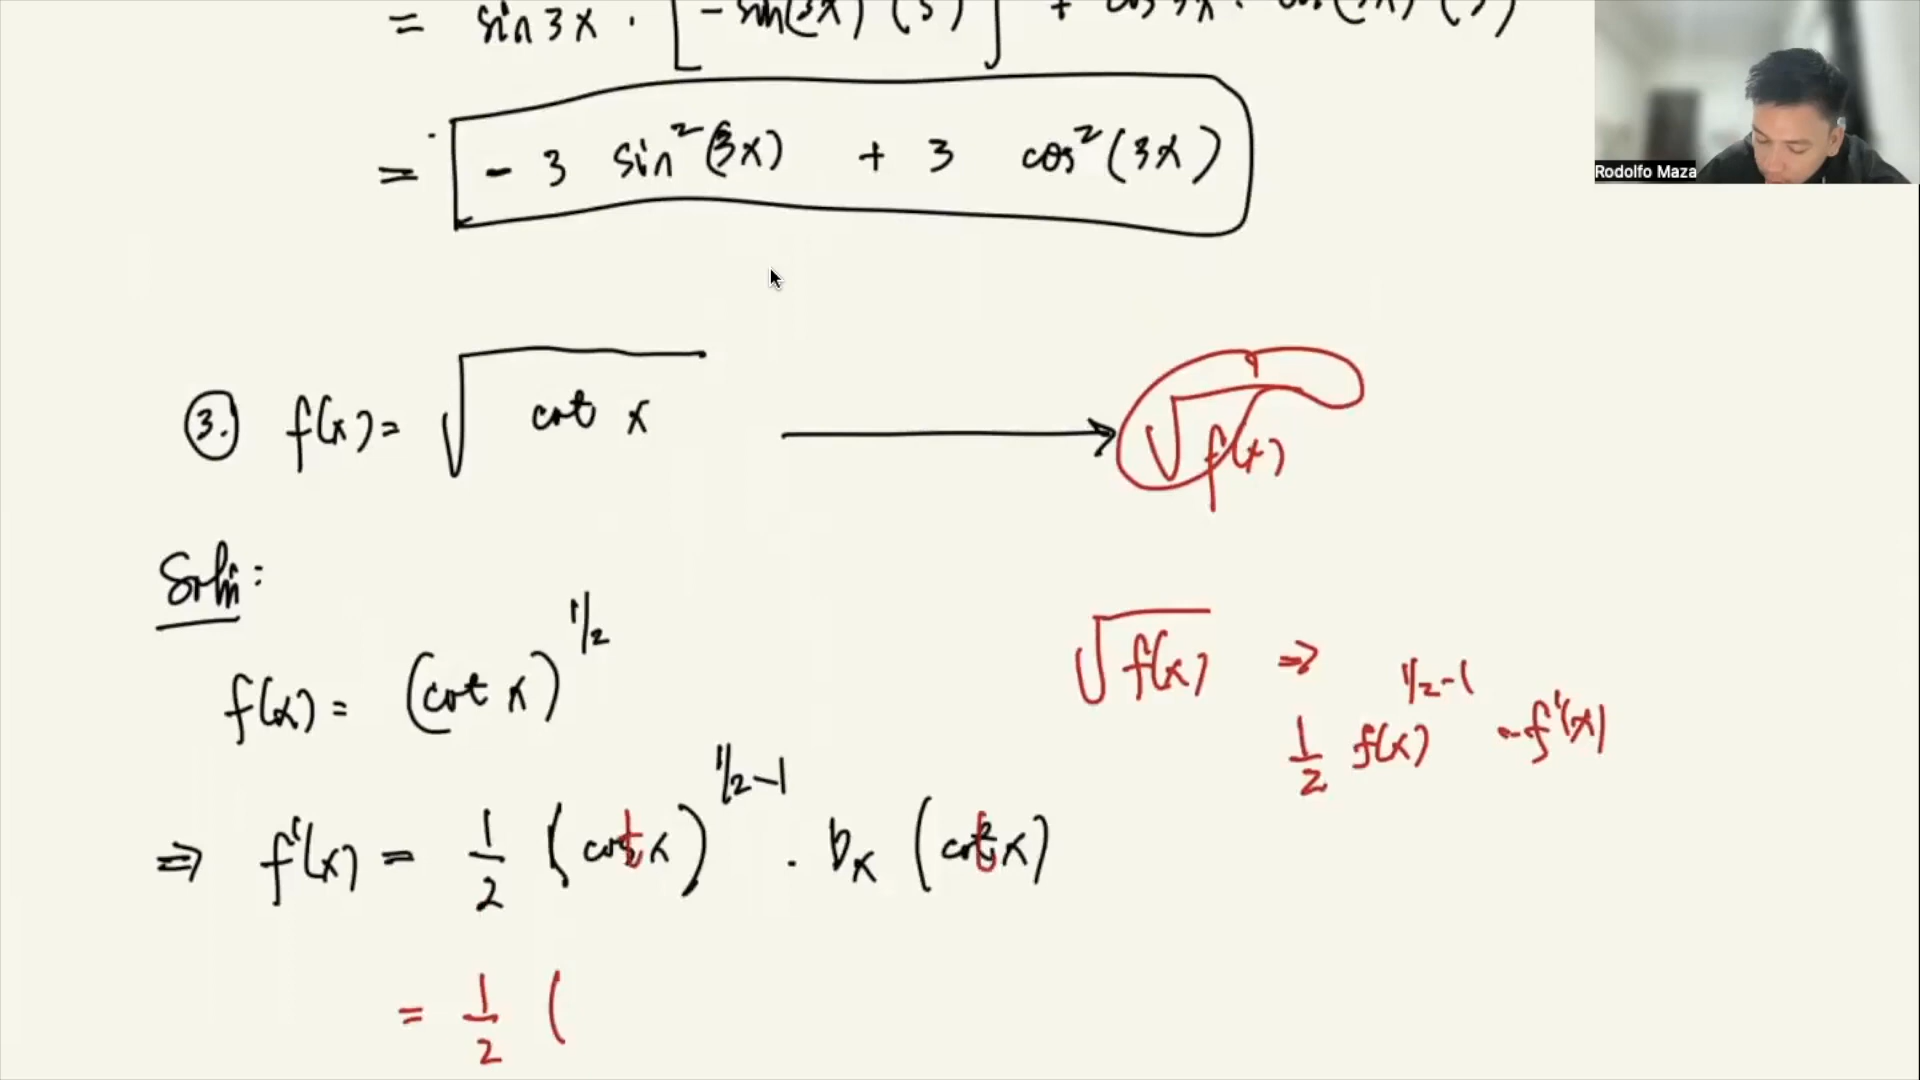 = sin 3x · [ - sin(3x) (3) ] + cos 3x · cos(3x) (3)
= - 3 sin²(3x) + 3 cos²(3x)
Rodolfo Maza
③. f(x) = √cot x → √f(x)
Soln:
f(x) = (cot x)^1/2
√f(x) ⇒
1/2 f(x)^1/2-1 · f'(x)
⇒ f'(x) = 1/2 (cot x)^1/2-1 · Dx (cot x)
= 1/2 (